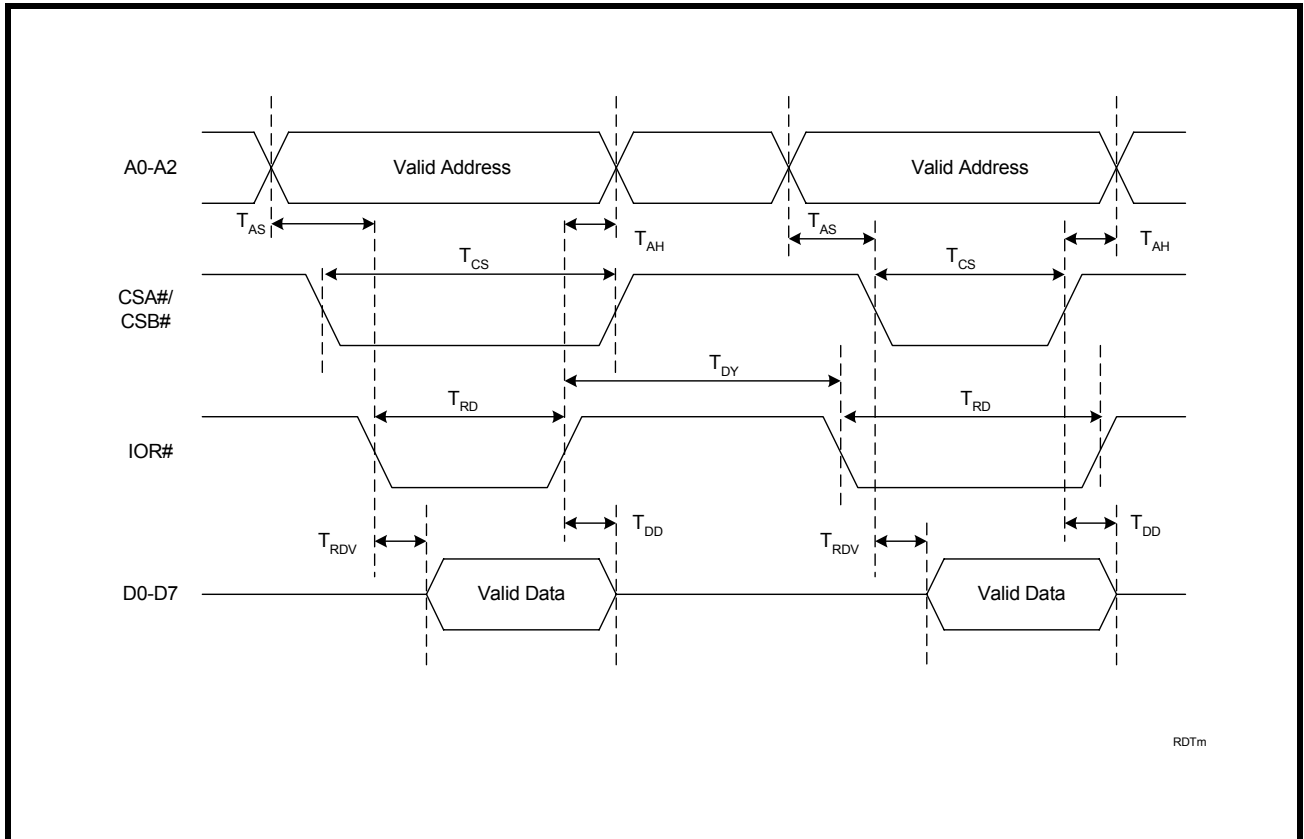 A0-A2
Valid Address
Valid Address
TAS
TAH
TAS
TAH
TCS
TCS
CSA#/
CSB#
TDY
TRD
TRD
IOR#
TRDV
TDD
TRDV
TDD
D0-D7
Valid Data
Valid Data
RDTm